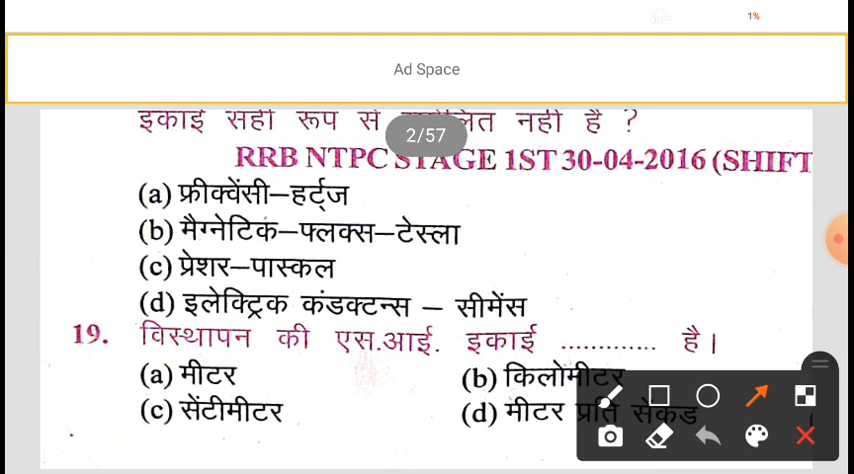 1%
Ad Space
इकाई सही रूप से नहीं है ?
2/57
RRB NTPC STAGE 1ST 30-04-2016 (SHIFT
(a) फ्रीक्वेंसी–हर्ट्ज
(b) मैग्नेटिक–फ्लक्स–टेस्ला
(c) प्रेशर–पास्कल
(d) इलेक्ट्रिक कंडक्टन्स – सीमेंस
19. विस्थापन की एस.आई. इकाई ............. है।
(a) मीटर (b) किलोमीटर
(c) सेंटीमीटर (d) मीटर प्रति सेकंड